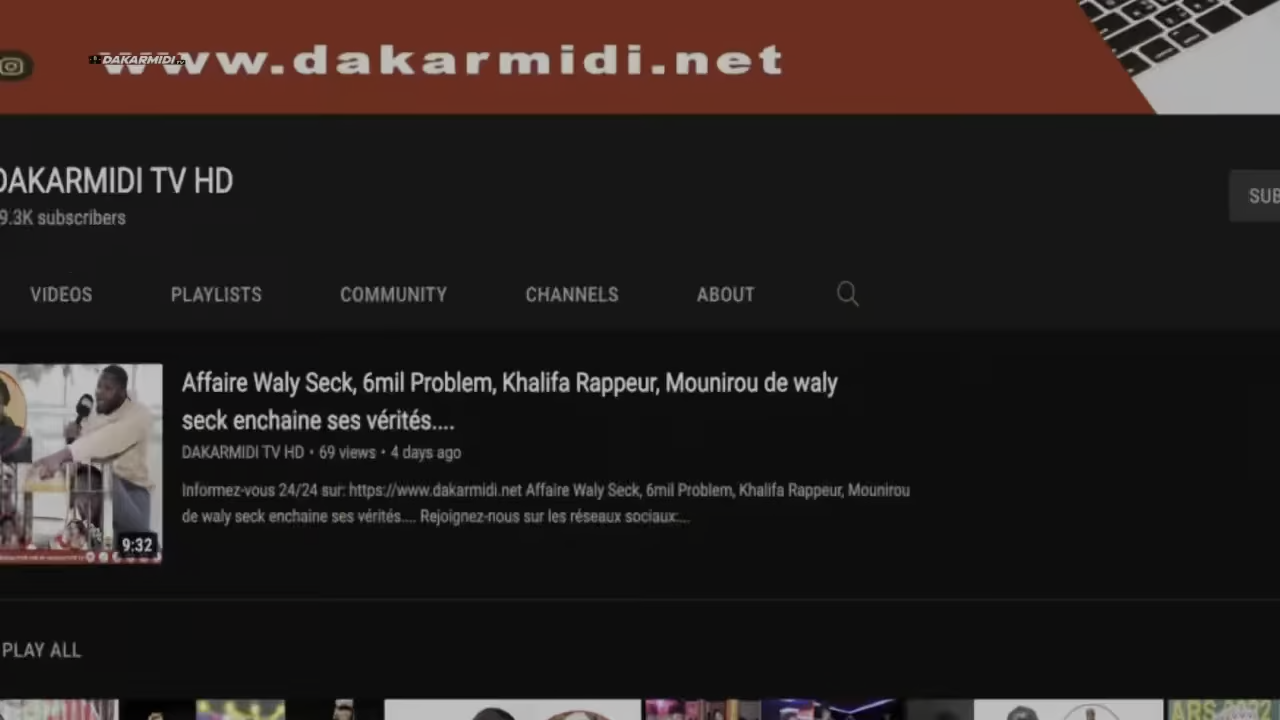 www.dakarmidi.net
DAKARMIDI
DAKARMIDI TV HD
9.3K subscribers
SUB
VIDEOS
PLAYLISTS
COMMUNITY
CHANNELS
ABOUT
Affaire Waly Seck, 6mil Problem, Khalifa Rappeur, Mounirou de waly
seck enchaine ses vérités....
DAKARMIDI TV HD • 69 views • 4 days ago
Informez-vous 24/24 sur: https://www.dakarmidi.net Affaire Waly Seck, 6mil Problem, Khalifa Rappeur, Mounirou
de waly seck enchaine ses vérités.... Rejoignez-nous sur les réseaux sociaux:...
9:32
PLAY ALL